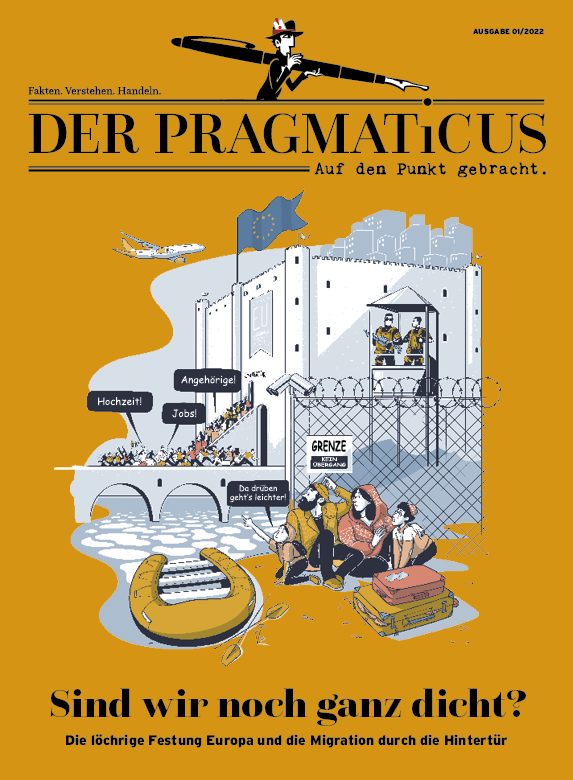 AUSGABE 01/2022
Fakten. Verstehen. Handeln.
DER PRAGMATiCUS
Auf den Punkt gebracht.
EU
Angehörige!
Hochzeit!
Jobs!
GRENZE
KEIN
ÜBERGANG
Da drüben
geht's leichter!
Sind wir noch ganz dicht?
Die löchrige Festung Europa und die Migration durch die Hintertür